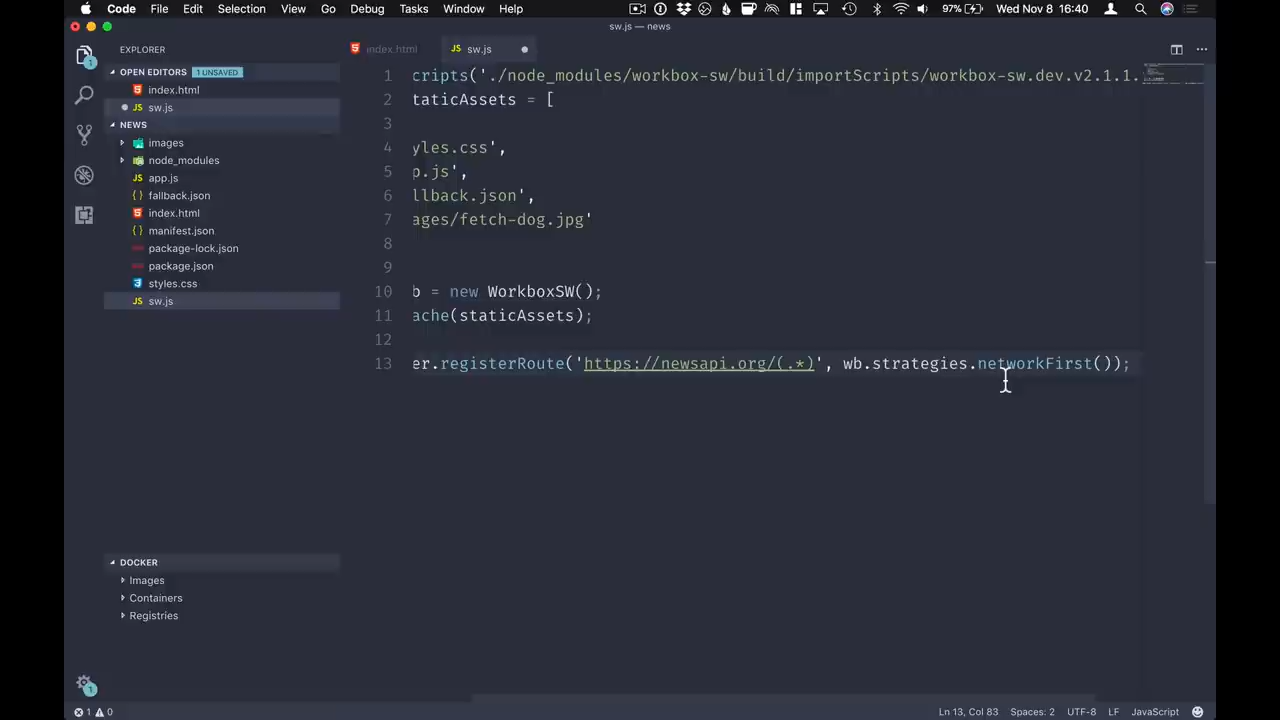 Code File Edit Selection View Go Debug Tasks Window Help 97% Wed Nov 8 16:40
sw.js — news
EXPLORER
index.html
sw.js
OPEN EDITORS 1 UNSAVED
index.html
JS sw.js
NEWS
images
node_modules
JS app.js
{ } fallback.json
index.html
{ } manifest.json
package-lock.json
package.json
styles.css
JS sw.js
DOCKER
Images
Containers
Registries
1 cripts('./node_modules/workbox-sw/build/importScripts/workbox-sw.dev.v2.1.1.
2 taticAssets = [
3
4 yles.css',
5 p.js',
6 llback.json',
7 ages/fetch-dog.jpg'
8
9
10 b = new WorkboxSW();
11 ache(staticAssets);
12
13 er.registerRoute('https://newsapi.org/(.*)', wb.strategies.networkFirst());
1
1
1 0 Ln 13, Col 83 Spaces: 2 UTF-8 LF JavaScript